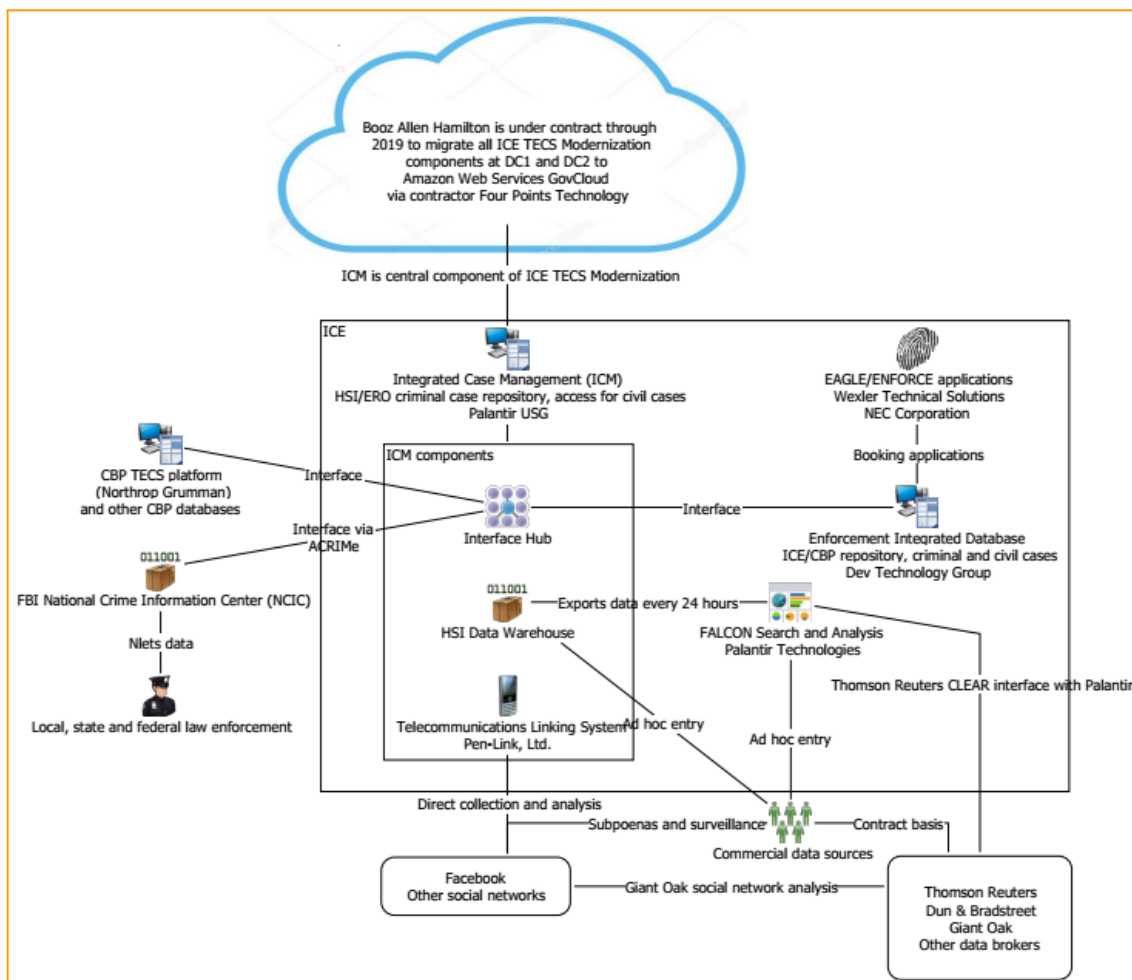 Booz Allen Hamilton is under contract through
2019 to migrate all ICE TECS Modernization
components at DC1 and DC2 to
Amazon Web Services GovCloud
via contractor Four Points Technology
ICM is central component of ICE TECS Modernization
ICE
Integrated Case Management (ICM)
HSI/ERO criminal case repository, access for civil cases
Palantir USG
EAGLE/ENFORCE applications
Wexler Technical Solutions
NEC Corporation
Booking applications
CBP TECS platform
(Northrop Grumman)
and other CBP databases
Interface
ICM components
Interface Hub
Interface
Enforcement Integrated Database
ICE/CBP repository, criminal and civil cases
Dev Technology Group
Interface via
ACRIMe
011001
FBI National Crime Information Center (NCIC)
Nlets data
Local, state and federal law enforcement
011001
HSI Data Warehouse
Exports data every 24 hours
FALCON Search and Analysis
Palantir Technologies
Thomson Reuters CLEAR interface with Palantir
Telecommunications Linking System
Pen-Link, Ltd.
Ad hoc entry
Ad hoc entry
Direct collection and analysis
Subpoenas and surveillance
Contract basis
Commercial data sources
Facebook
Other social networks
Giant Oak social network analysis
Thomson Reuters
Dun & Bradstreet
Giant Oak
Other data brokers